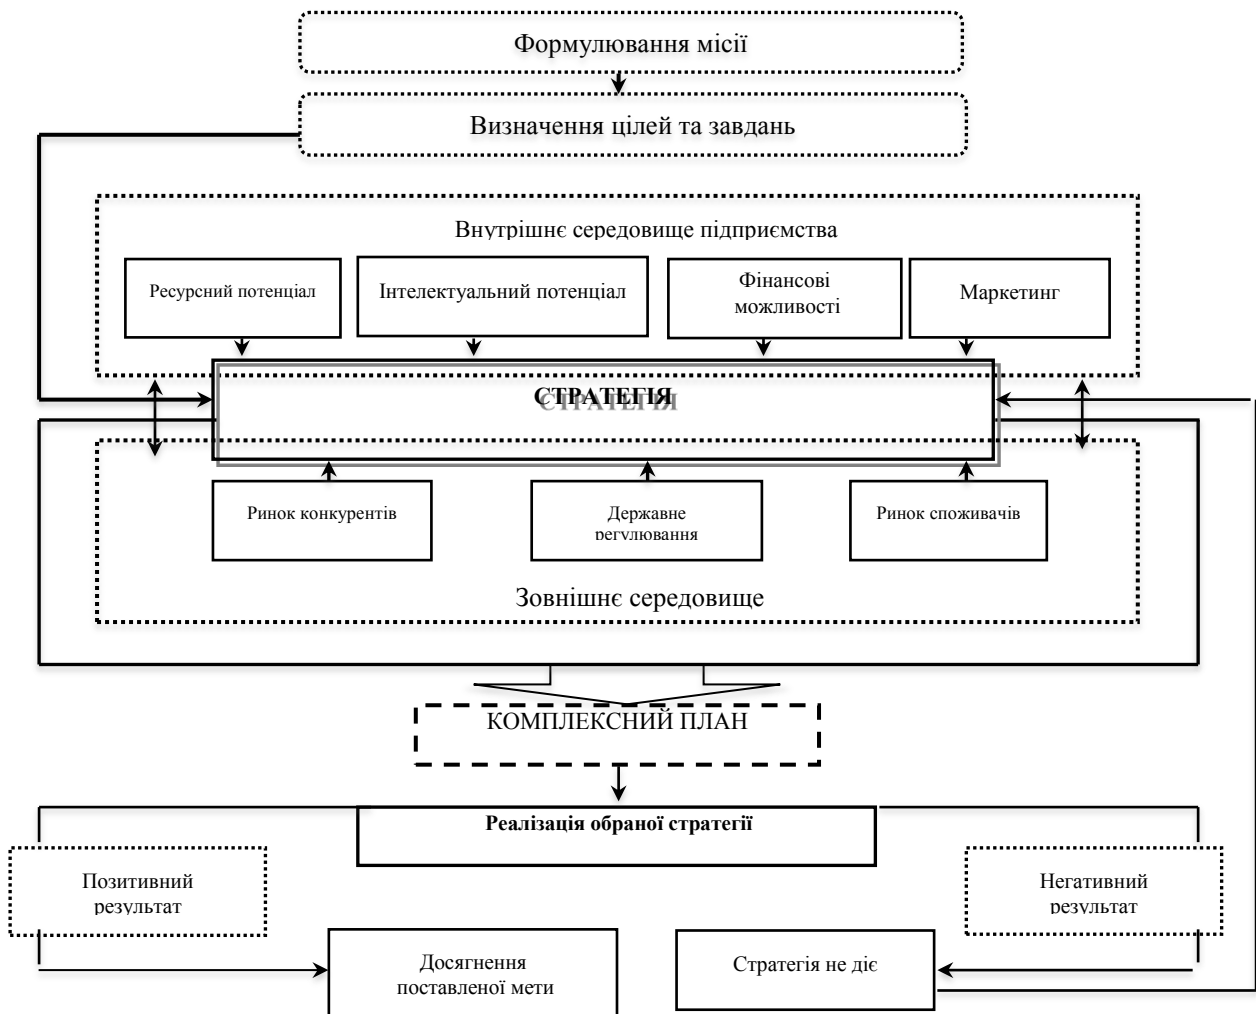 Формулювання місії
Визначення цілей та завдань
Внутрішнє середовище підприємства
Ресурсний потенціал
Інтелектуальний потенціал
Фінансові
можливості
Маркетинг
СТРАТЕГІЯ
Ринок конкурентів
Державне
регулювання
Ринок споживачів
Зовнішнє середовище
КОМПЛЕКСНИЙ ПЛАН
Реалізація обраної стратегії
Позитивний
результат
Негативний
результат
Досягнення
поставленої мети
Стратегія не діє